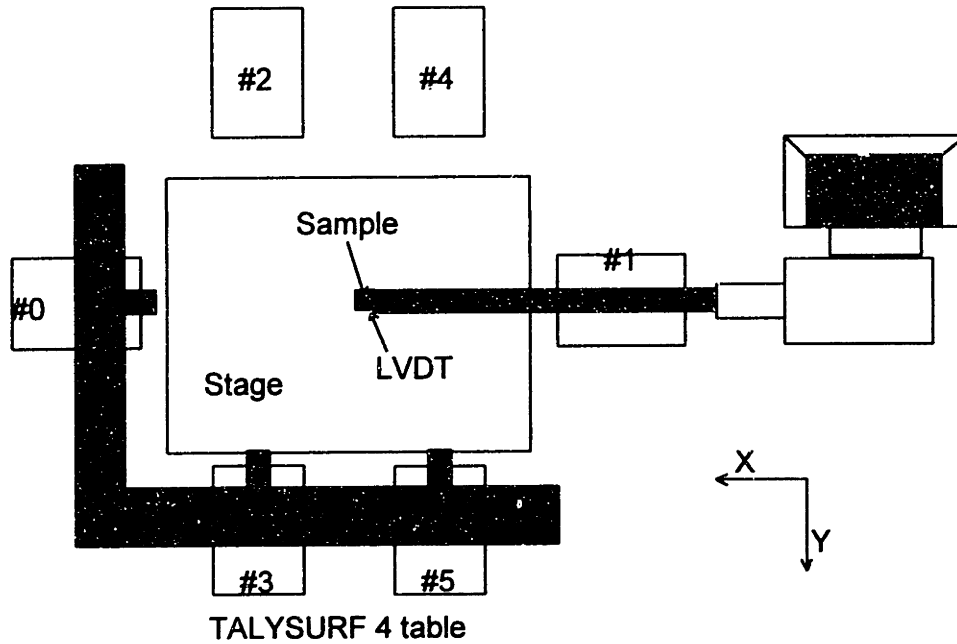 #2
#4
Sample
#1
#0
LVDT
Stage
X
Y
#3
#5
TALYSURF 4 table